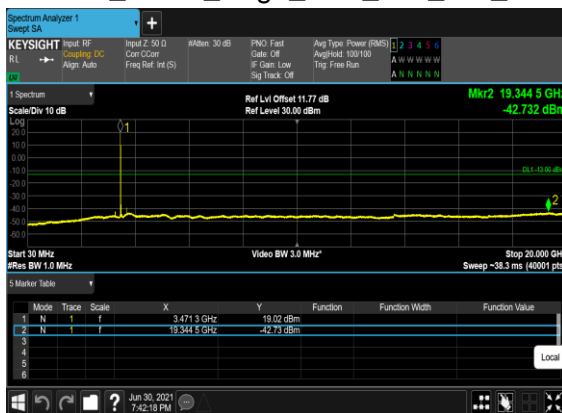 Spectrum Analyzer 1
Swept SA
KEYSIGHT Input: RF Input Z: 50 Ω #Atten: 30 dB PNO: Fast Avg Type: Power (RMS) 1 2 3 4 5 6
RL Coupling: DC Corr CCorr Gate: Off Avg|Hold: 100/100 A W W W W W
Align: Auto Freq Ref: Int (S) IF Gain: Low Trig: Free Run
LXI Sig Track: Off A N N N N N
1 Spectrum Ref Lvl Offset 11.77 dB Mkr2 19.344 5 GHz
Scale/Div 10 dB Ref Level 30.00 dBm -42.732 dBm
Log
20.0
1
10.0
0.00
-10.0
DL1 -13.00 dBm
-20.0
-30.0
-40.0
2
-50.0
-60.0
Start 30 MHz Video BW 3.0 MHz* Stop 20.000 GH
#Res BW 1.0 MHz Sweep ~38.3 ms (40001 pts
5 Marker Table
Mode Trace Scale X Y Function Function Width Function Value
1 N 1 f 3.471 3 GHz 19.02 dBm
2 N 1 f 19.344 5 GHz -42.73 dBm
3
4
5
6
Local
? Jun 30, 2021
7:42:18 PM